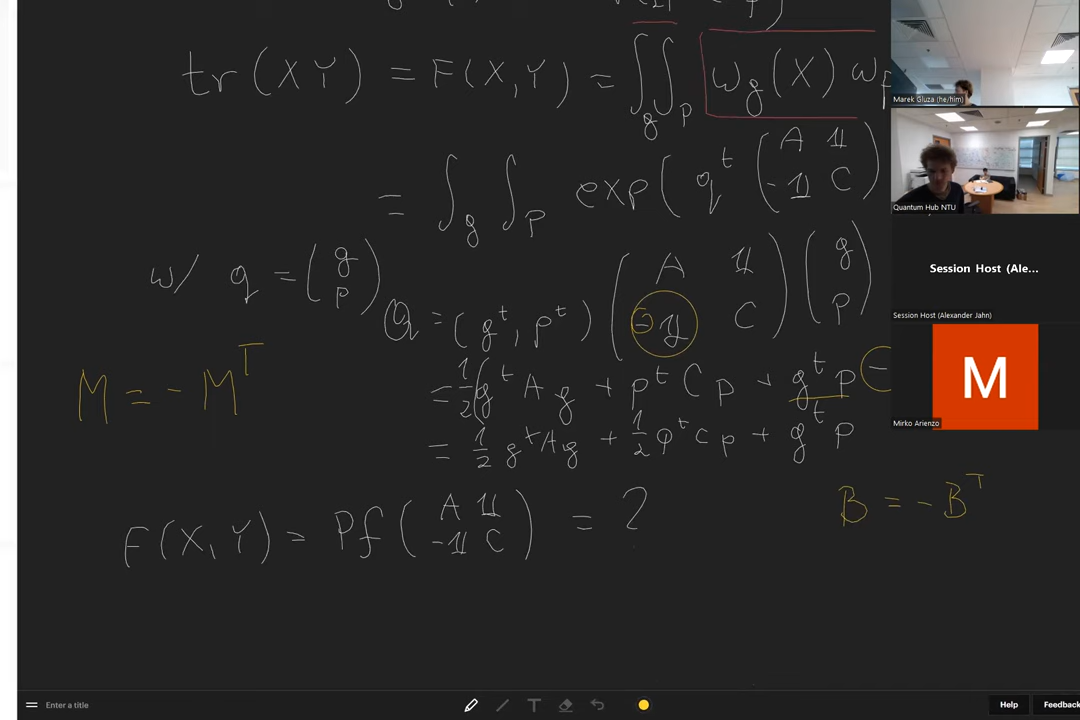 tr(XY) = F(X,Y) = ∫∫_{g p} ω_g(X) ω_p
= ∫_g ∫_p exp( q^t ( A 𝟙 -𝟙 C )
w/ q = ( g p )
Q = (g^t, p^t) ( A 𝟙 -𝟙 C ) ( g p )
M = - M^T
= 1/2 ( g^t A g + p^t C p + g^t p -
= 1/2 g^t A g + 1/2 p^t C p + g^t p
B = - B^T
F(X,Y) = Pf ( A 𝟙 -𝟙 C ) = ?
Marek Gluza (he/him)
Quantum Hub NTU
Session Host (Ale...
Session Host (Alexander Jahn)
M
Mirko Arienzo
Enter a title
T
Help
Feedback